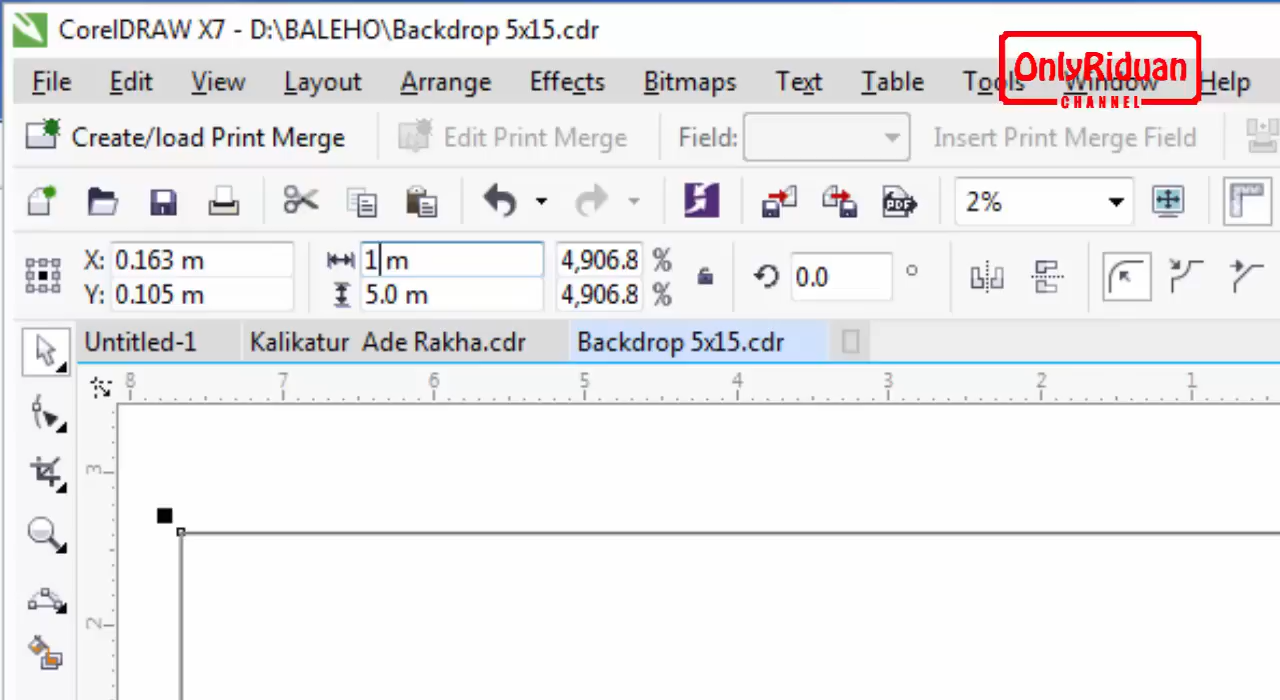 CorelDRAW X7 - D:\BALEHO\Backdrop 5x15.cdr
OnlyRiduan
CHANNEL
File Edit View Layout Arrange Effects Bitmaps Text Table Tools Window Help
Create/load Print Merge Edit Print Merge Field: Insert Print Merge Field
PDF 2%
X: 0.163 m 1 m 4,906.8 % 0.0 °
Y: 0.105 m 5.0 m 4,906.8 %
Untitled-1 Kalikatur Ade Rakha.cdr Backdrop 5x15.cdr
8 7 6 5 4 3 2 1
3
2